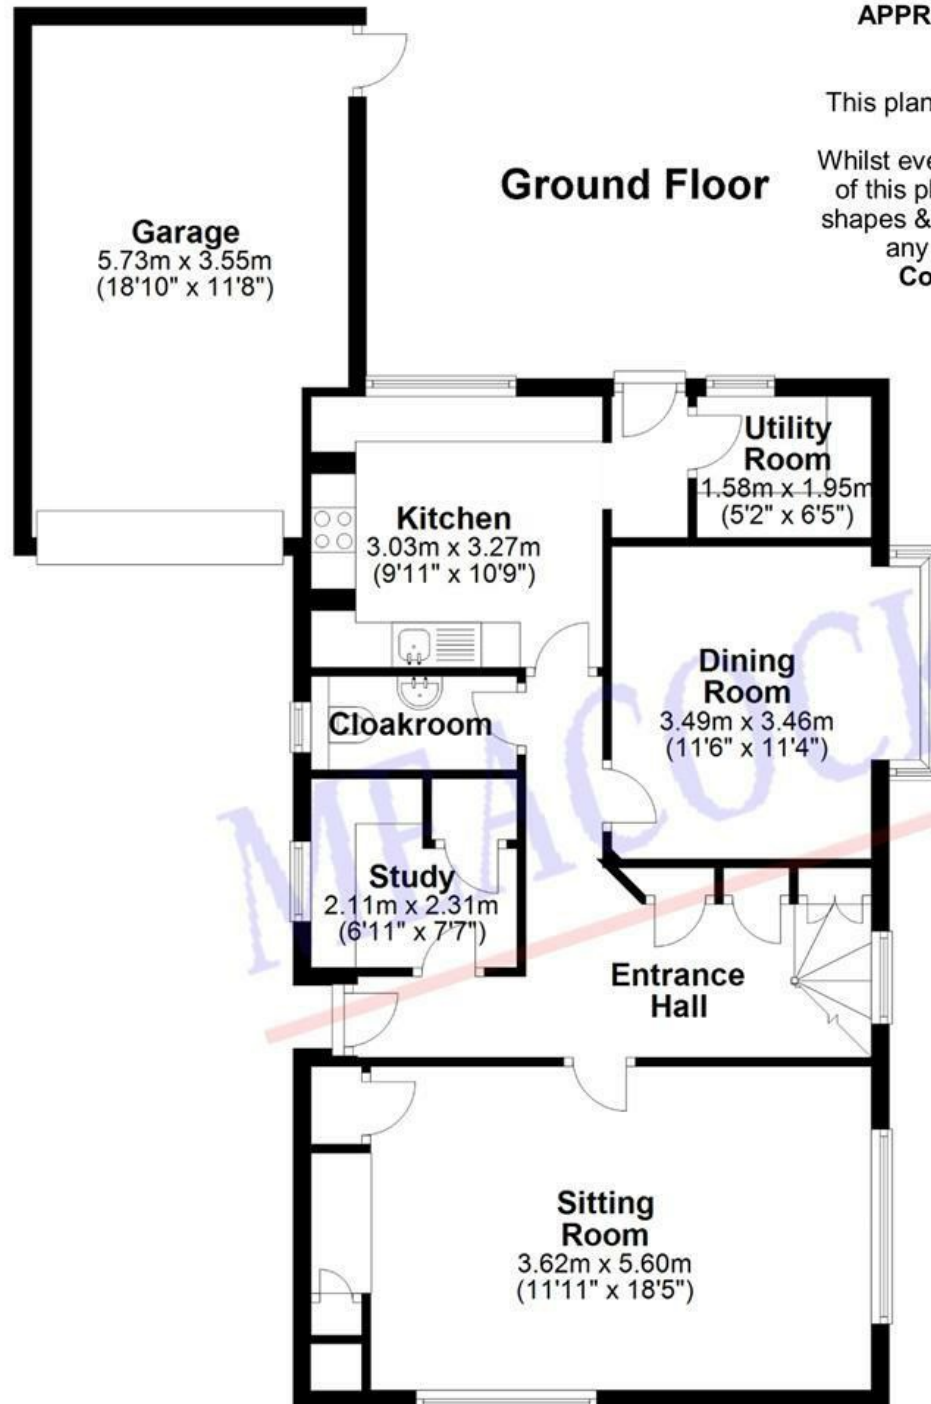 APPR
This plan
Whilst eve
of this pl
shapes &
any
Co
Ground Floor
Garage
5.73m x 3.55m
(18'10" x 11'8")
Utility
Room
1.58m x 1.95m
(5'2" x 6'5")
Kitchen
3.03m x 3.27m
(9'11" x 10'9")
Dining
Room
3.49m x 3.46m
(11'6" x 11'4")
Cloakroom
MEACOCK
Study
2.11m x 2.31m
(6'11" x 7'7")
Entrance
Hall
Sitting
Room
3.62m x 5.60m
(11'11" x 18'5")